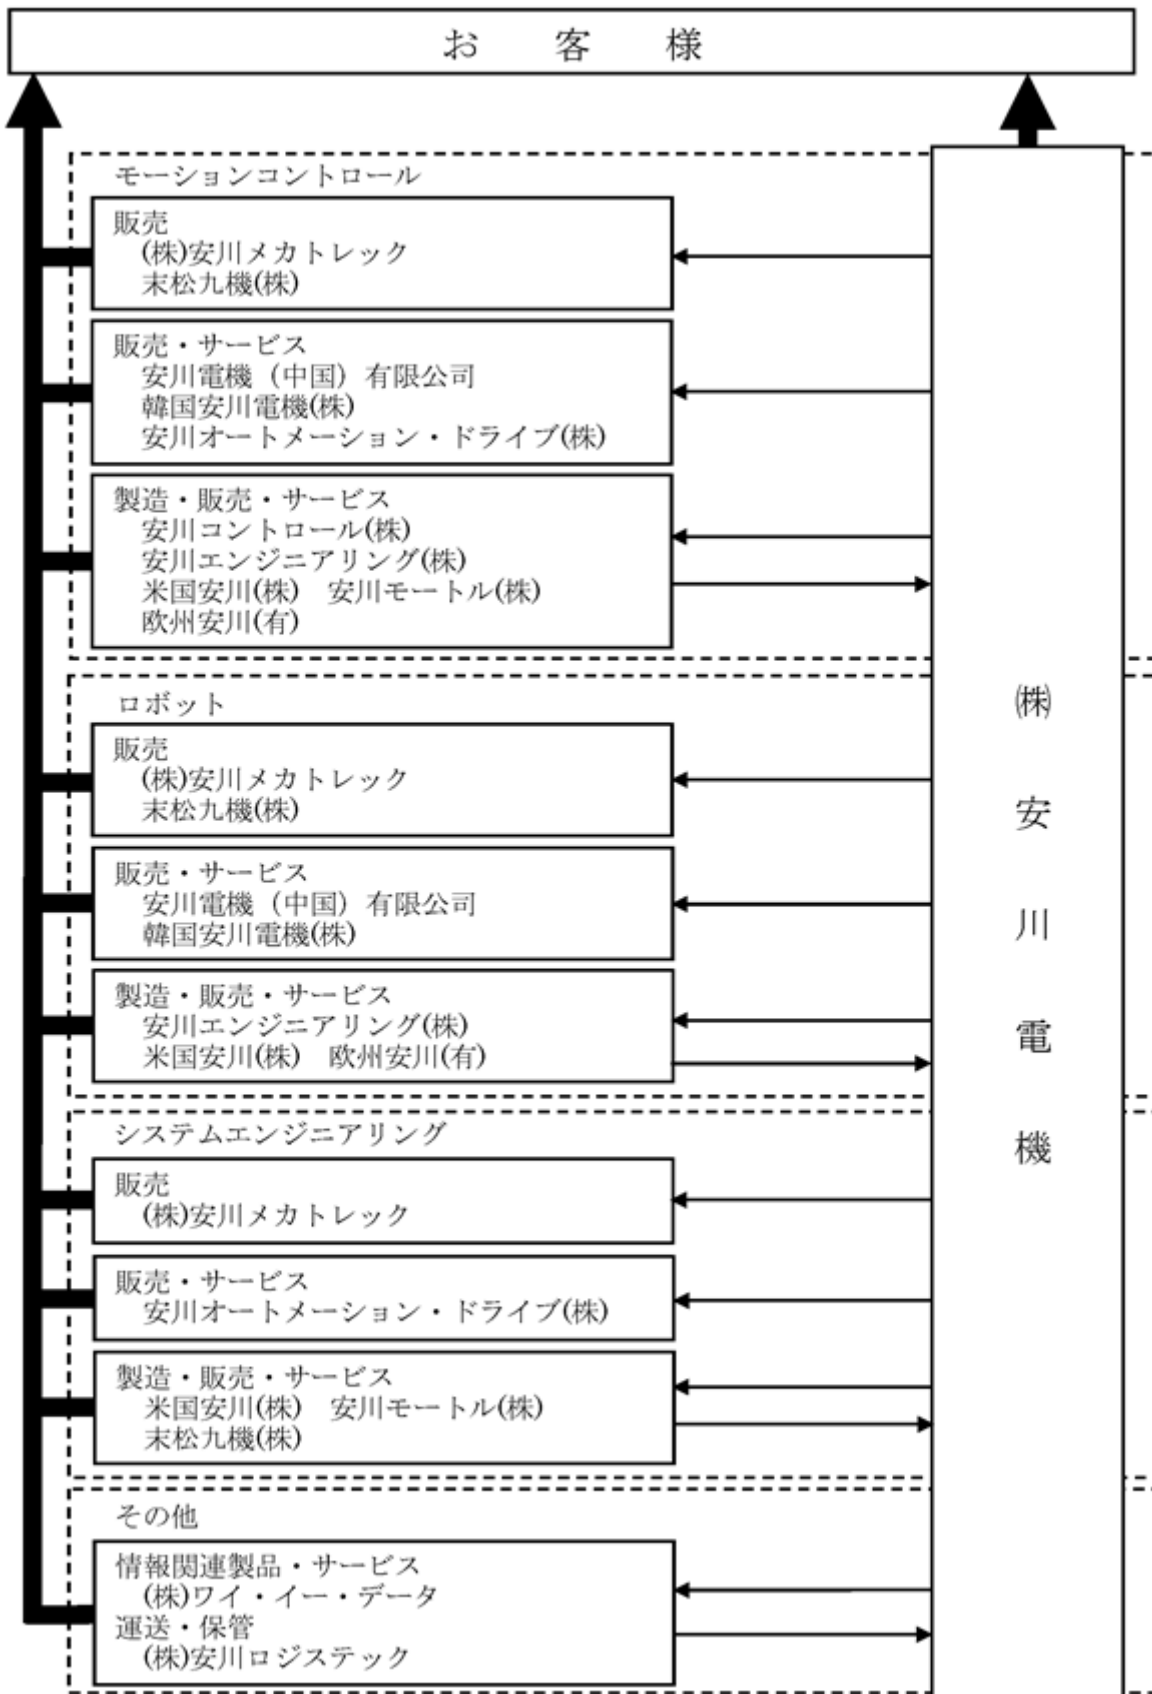 お客様
モーションコントロール
販売
(株)安川メカトレック
末松九機(株)
販売・サービス
安川電機（中国）有限公司
韓国安川電機(株)
安川オートメーション・ドライブ(株)
製造・販売・サービス
安川コントロール(株)
安川エンジニアリング(株)
米国安川(株)　安川モートル(株)
欧州安川(有)
ロボット
販売
(株)安川メカトレック
末松九機(株)
販売・サービス
安川電機（中国）有限公司
韓国安川電機(株)
製造・販売・サービス
安川エンジニアリング(株)
米国安川(株)　欧州安川(有)
システムエンジニアリング
販売
(株)安川メカトレック
販売・サービス
安川オートメーション・ドライブ(株)
製造・販売・サービス
米国安川(株)　安川モートル(株)
末松九機(株)
その他
情報関連製品・サービス
(株)ワイ・イー・データ
運送・保管
(株)安川ロジステック
㈱安川電機